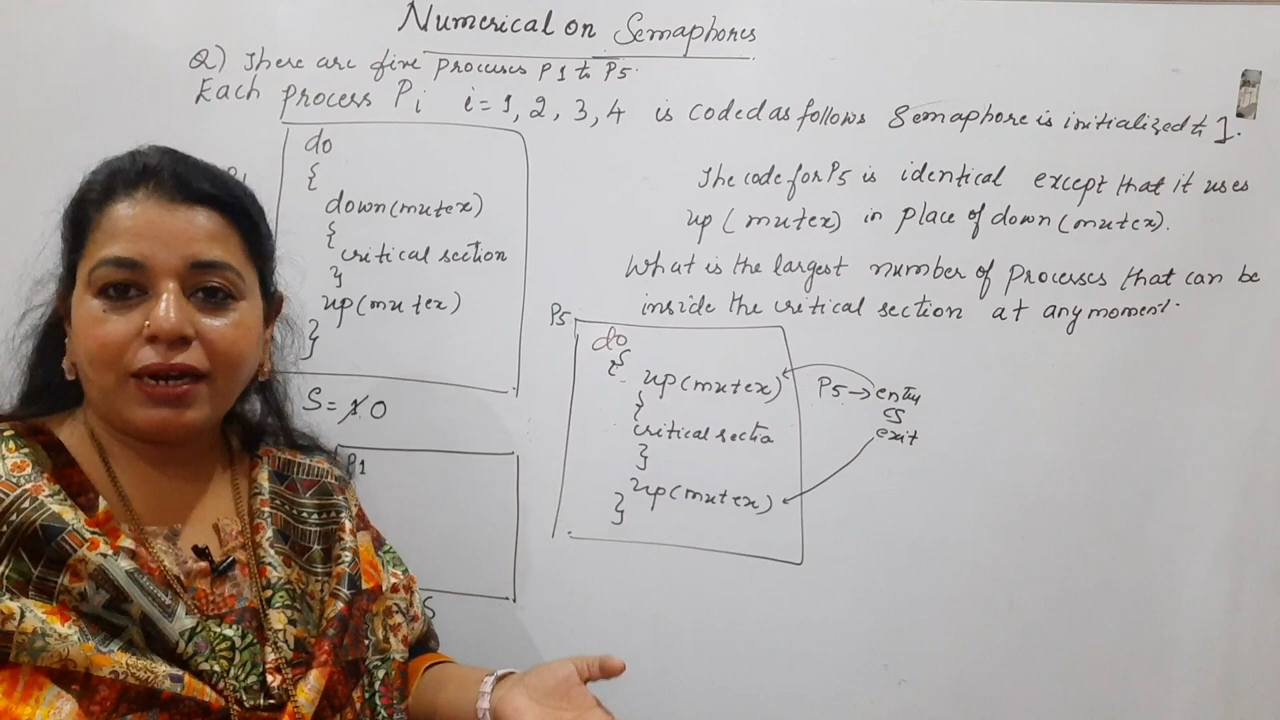 Numerical on Semaphores
Q) There are five processes P1 to P5.
Each process Pi i=1, 2, 3, 4 is coded as follows Semaphore is initialized to 1.
do
{
down(mutex)
{
critical section
}
up(mutex)
}
The code for P5 is identical except that it uses
up (mutex) in place of down (mutex).
What is the largest number of Processes that can be
inside the critical section at any moment.
P5
do
{
up(mutex)
{
critical sectio
}
up(mutex)
}
P5 → entry
CS
exit
S = 1 0
P1
S